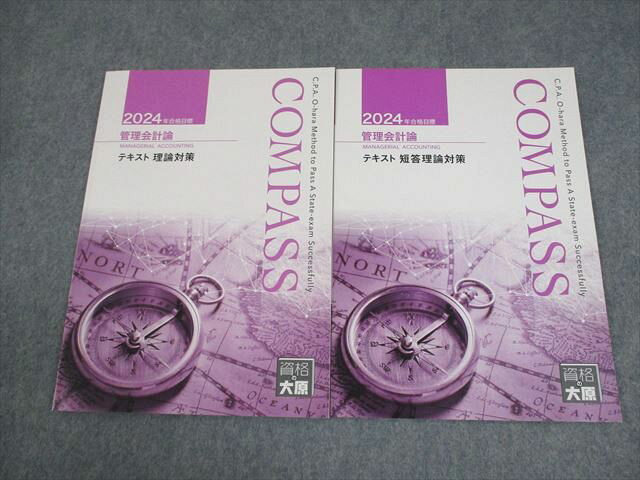 2024年合格目標
管理会計論
MANAGERIAL ACCOUNTING
テキスト 理論対策
COMPASS
C.P.A. O-hara Method to Pass A State-exam Successfully
NORT
OCEAN
資格の大原
2024年合格目標
管理会計論
MANAGERIAL ACCOUNTING
テキスト 短答理論対策
COMPASS
C.P.A. O-hara Method to Pass A State-exam Successfully
NORT
OCEAN
資格の大原